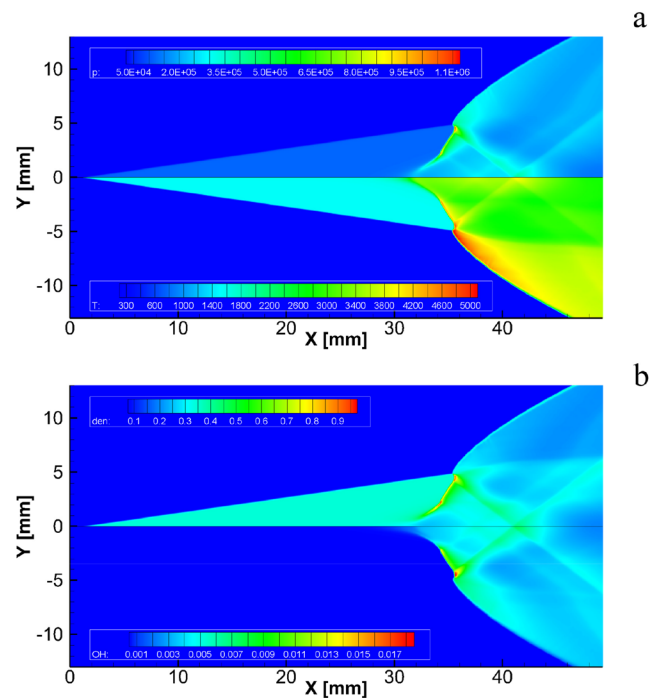 a
10
p: 5.0E+04 2.0E+05 3.5E+05 5.0E+05 6.5E+05 8.0E+05 9.5E+05 1.1E+06
5
Y [mm]
0
-5
-10
T: 300 600 1000 1400 1800 2200 2600 3000 3400 3800 4200 4600 5000
0 10 20 30 40
X [mm]
b
10
den: 0.1 0.2 0.3 0.4 0.5 0.6 0.7 0.8 0.9
5
Y [mm]
0
-5
-10
OH: 0.001 0.003 0.005 0.007 0.009 0.011 0.013 0.015 0.017
0 10 20 30 40
X [mm]